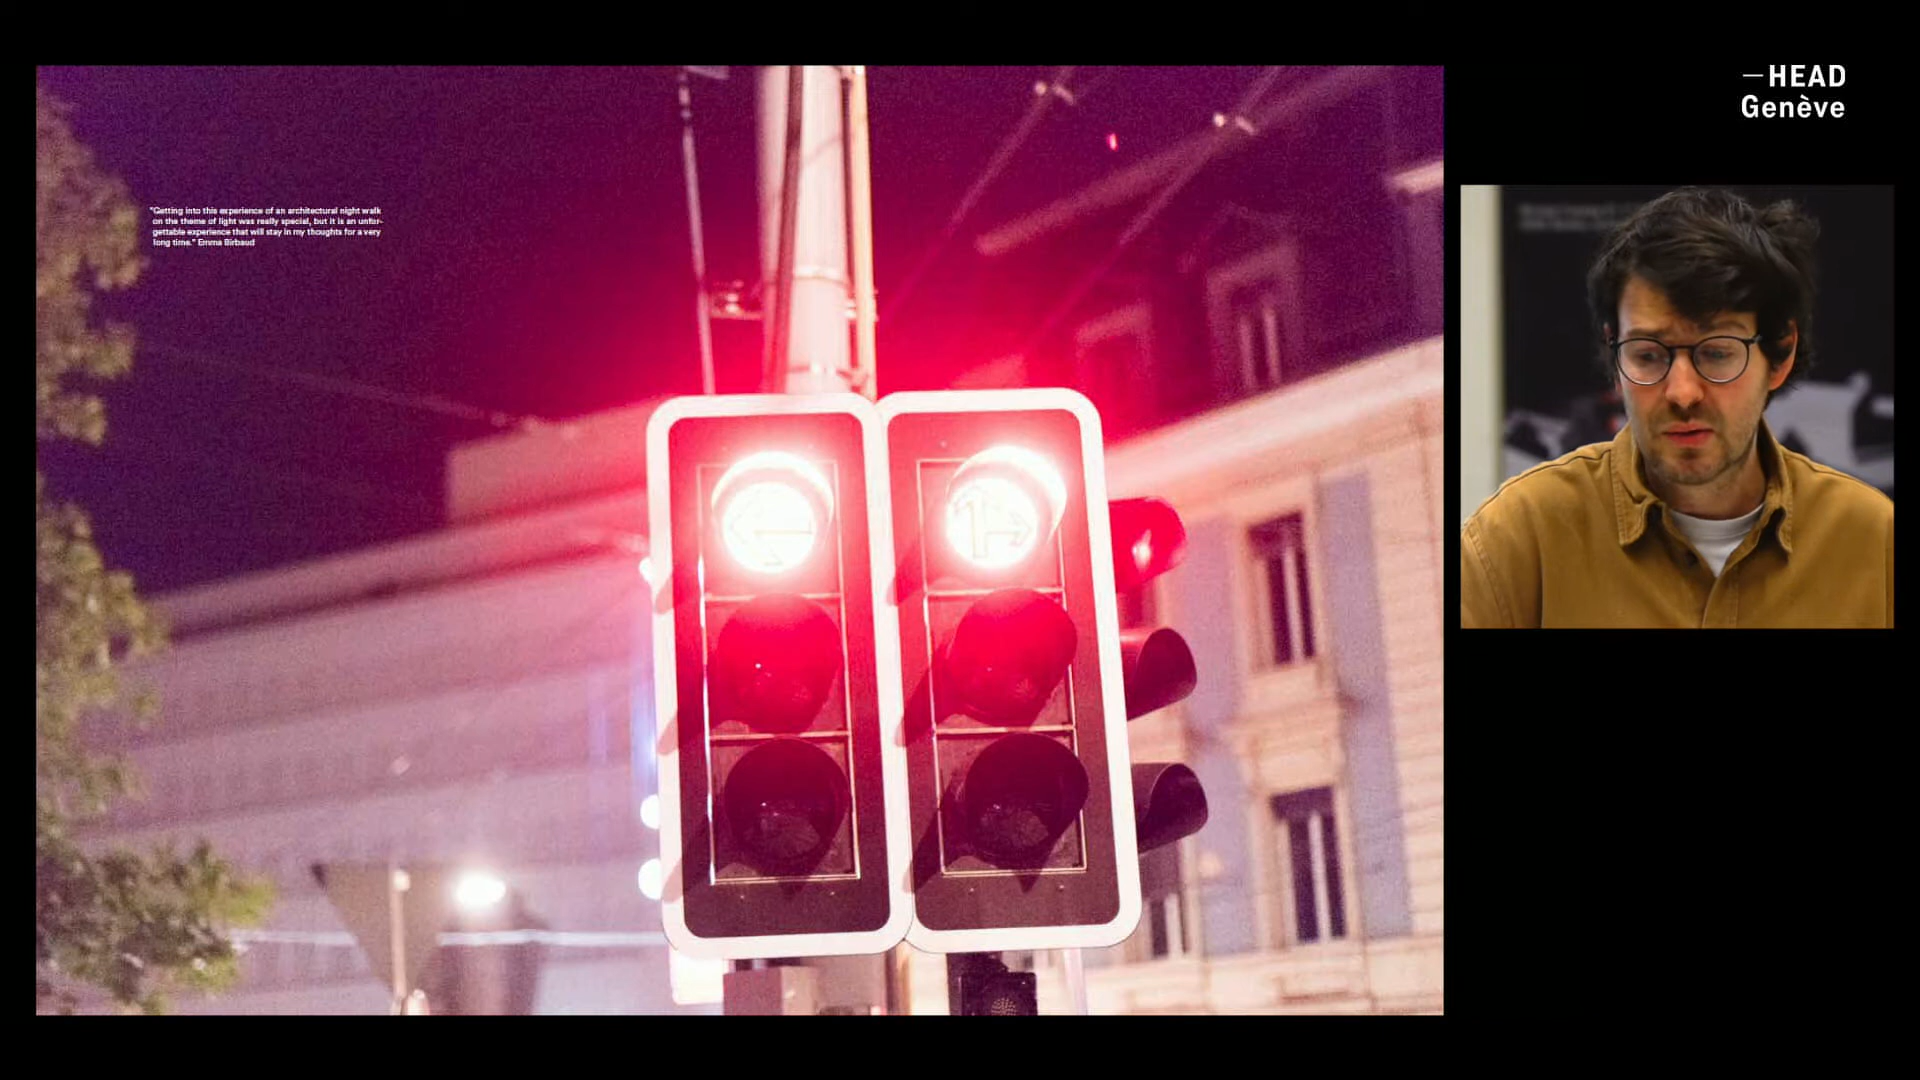 "Getting into this experience of an architectural night walk
on the theme of light was really special, but it is an unfor-
gettable experience that will stay in my thoughts for a very
long time." Emma Birbaud
—HEAD
Genève